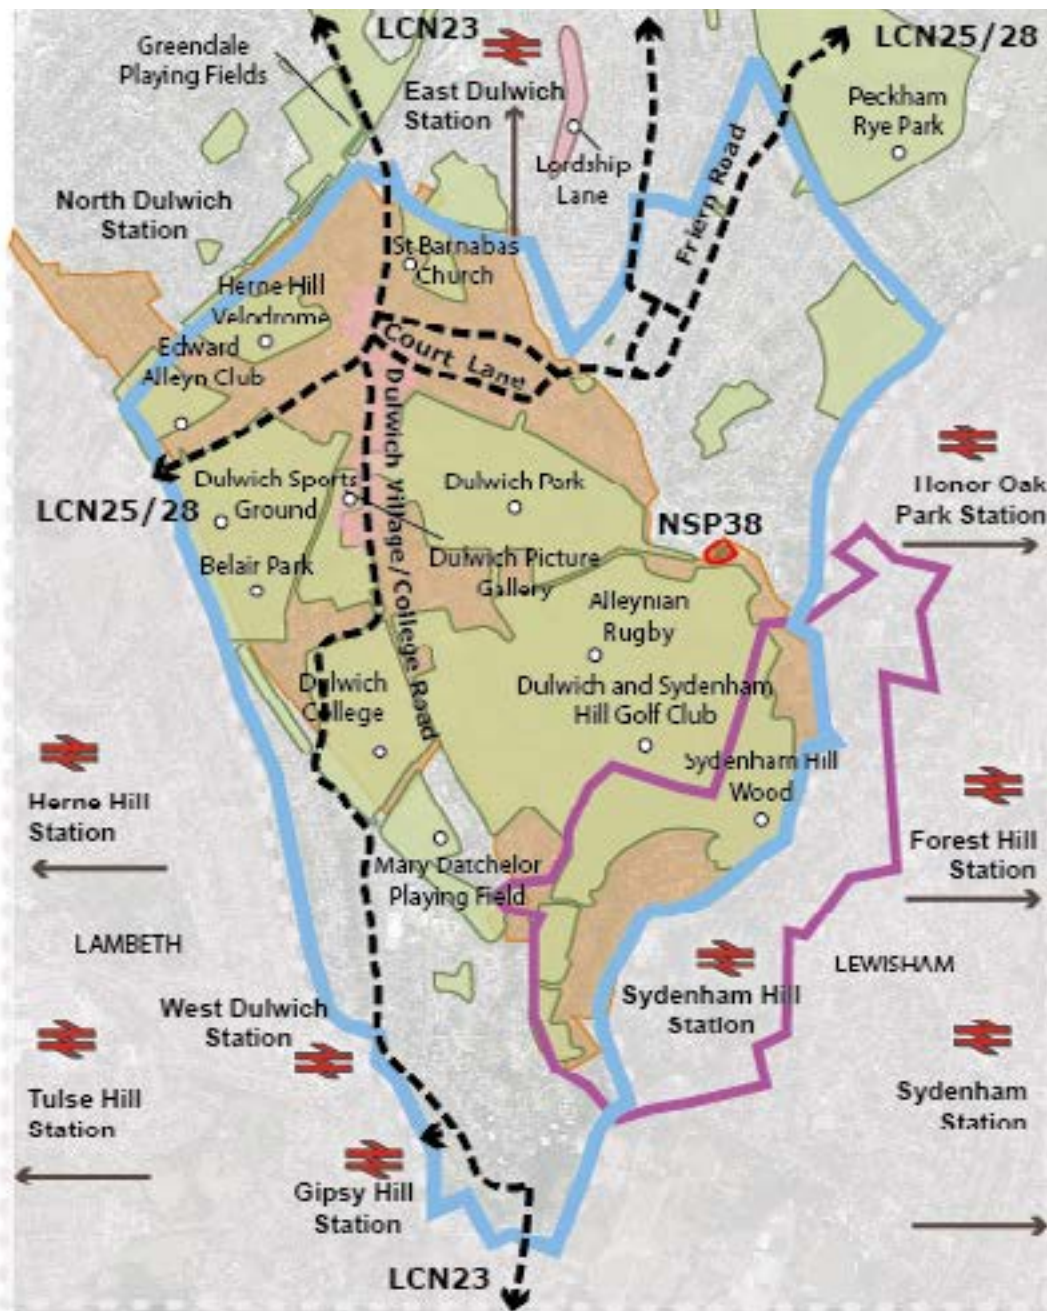 LCN23
LCN25/28
Greendale
Playing Fields
East Dulwich
Station
Peckham
Rye Park
Lordship
Lane
Friern Road
North Dulwich
Station
St Barnabas
Church
Herne Hill
Velodrome
Edward
Alleyn Club
Court Lane
Dulwich Village/College Road
Honor Oak
Park Station
Dulwich Sports
Ground
Dulwich Park
LCN25/28
NSP38
Belair Park
Dulwich Picture
Gallery
Alleynian
Rugby
Dulwich
College
Dulwich and Sydenham
Hill Golf Club
Sydenham Hill
Wood
Herne Hill
Station
Forest Hill
Station
Mary Datchelor
Playing Field
LAMBETH
LEWISHAM
West Dulwich
Station
Sydenham Hill
Station
Tulse Hill
Station
Sydenham
Station
Gipsy Hill
Station
LCN23